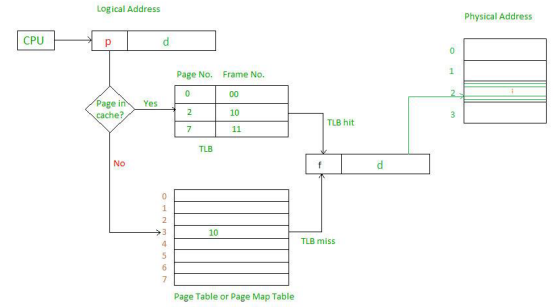 Logical Address
Physical Address
CPU
p d
Page No. Frame No.
Page in
cache?
Yes
No
0 00
2 10
7 11
TLB
TLB hit
f d
0
1
2
3
0
1
2
3 10
4
5
6
7
TLB miss
Page Table or Page Map Table